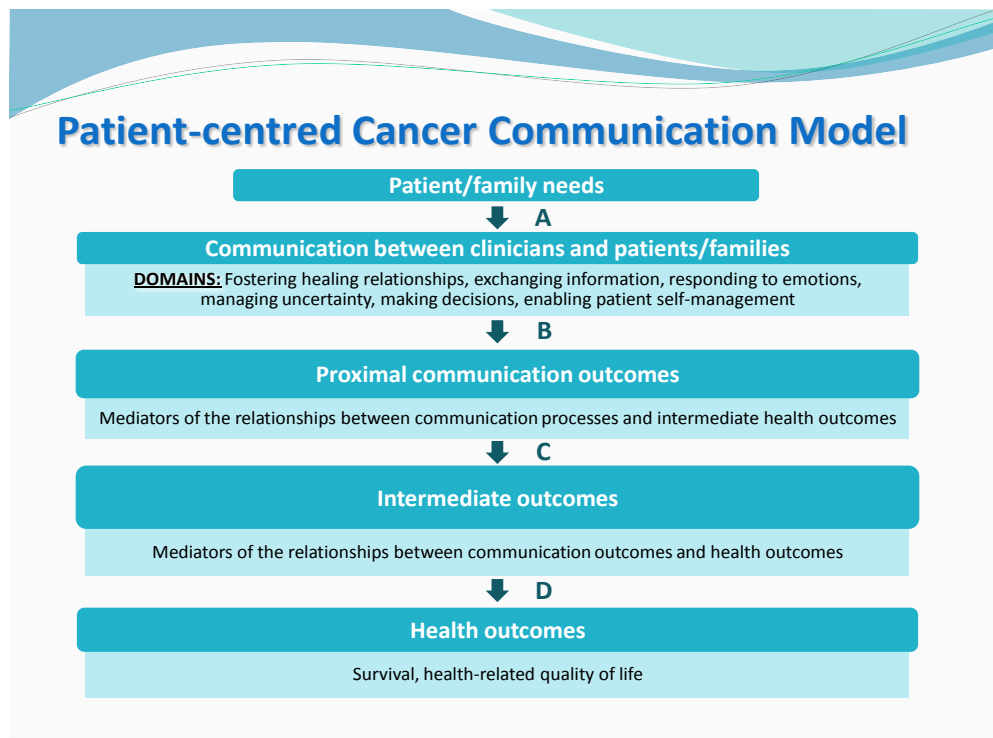 Patient-centred Cancer Communication Model
Patient/family needs
A
Communication between clinicians and patients/families
DOMAINS: Fostering healing relationships, exchanging information, responding to emotions,
managing uncertainty, making decisions, enabling patient self-management
B
Proximal communication outcomes
Mediators of the relationships between communication processes and intermediate health outcomes
C
Intermediate outcomes
Mediators of the relationships between communication outcomes and health outcomes
D
Health outcomes
Survival, health-related quality of life